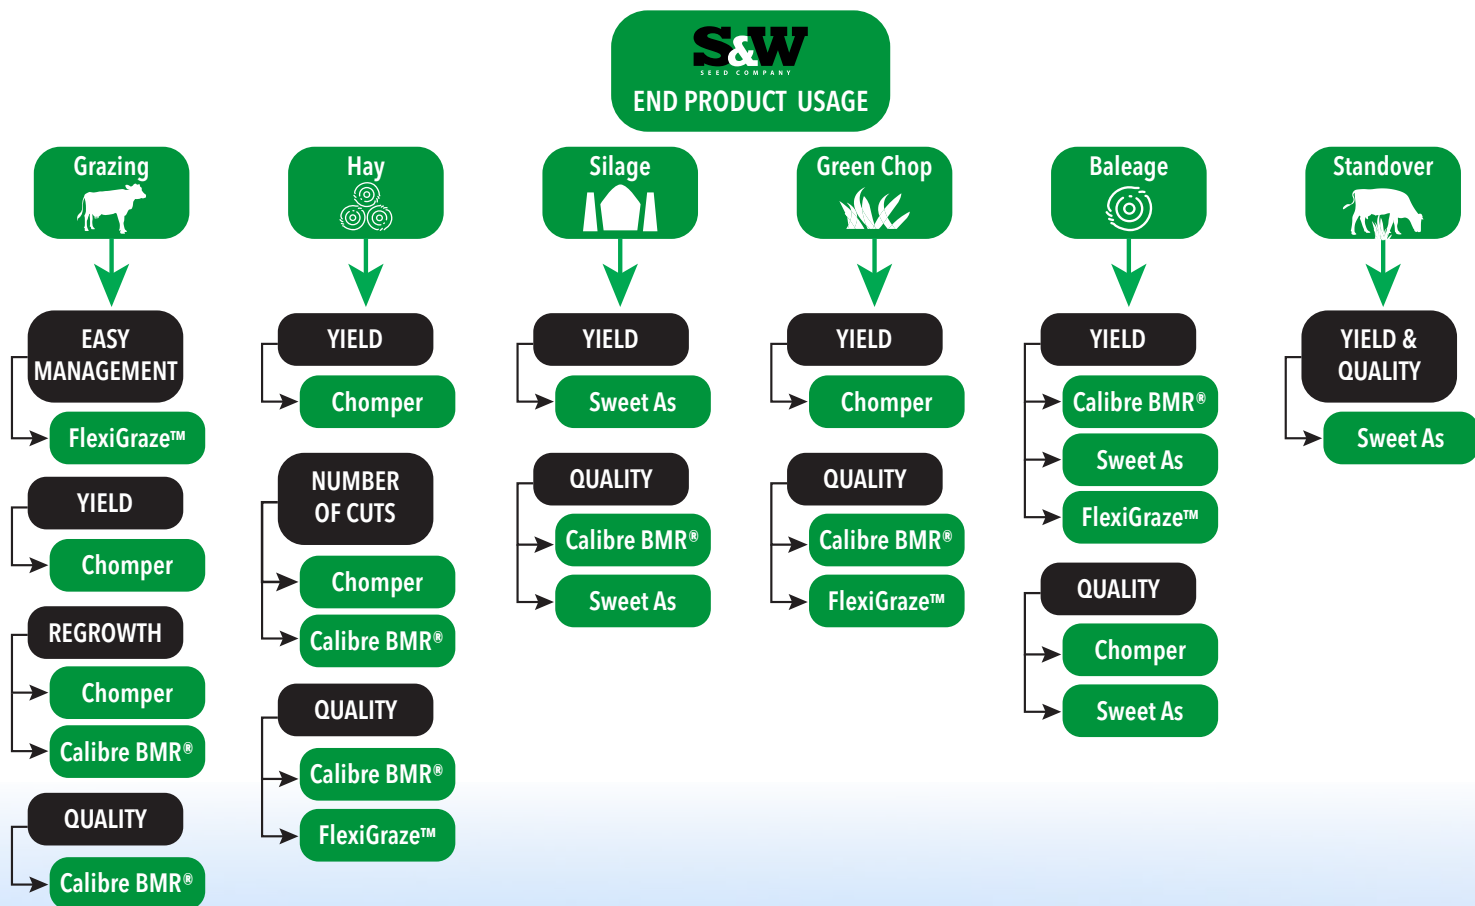 S&W
SEED COMPANY
END PRODUCT USAGE
Grazing
EASY
MANAGEMENT
FlexiGraze™
YIELD
Chomper
REGROWTH
Chomper
Calibre BMR®
QUALITY
Calibre BMR®
Hay
YIELD
Chomper
NUMBER
OF CUTS
Chomper
Calibre BMR®
QUALITY
Calibre BMR®
FlexiGraze™
Silage
YIELD
Sweet As
QUALITY
Calibre BMR®
Sweet As
Green Chop
YIELD
Chomper
QUALITY
Calibre BMR®
FlexiGraze™
Baleage
YIELD
Calibre BMR®
Sweet As
FlexiGraze™
QUALITY
Chomper
Sweet As
Standover
YIELD &
QUALITY
Sweet As